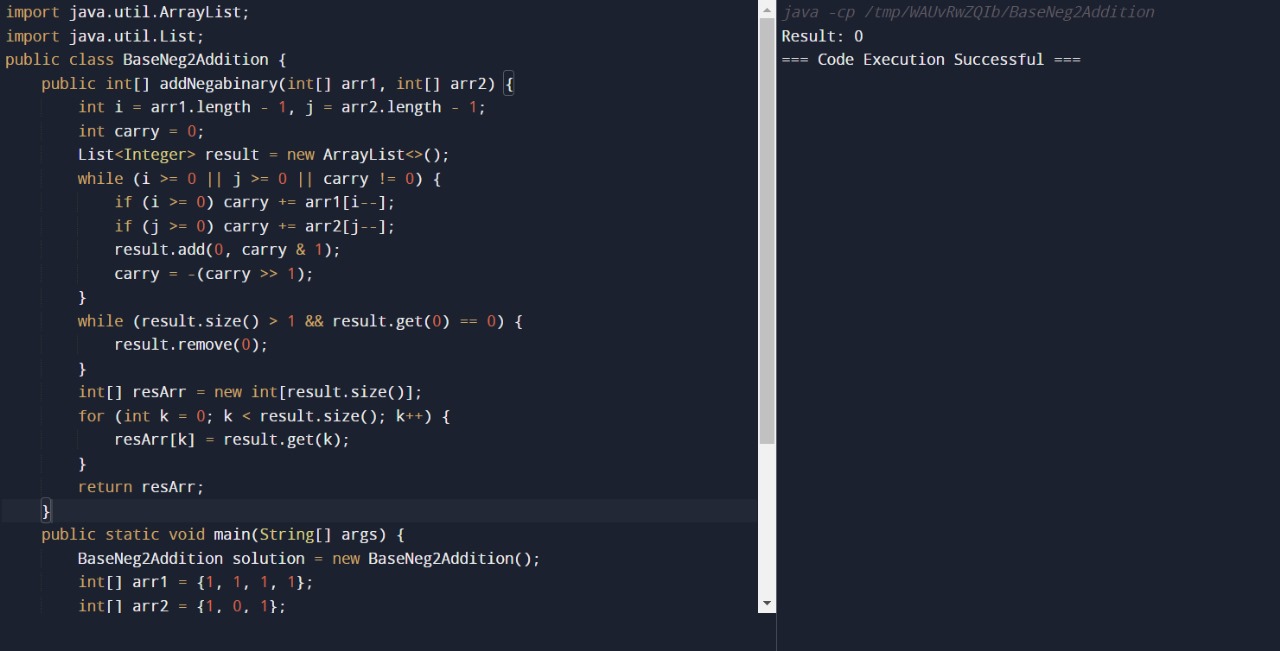 import java.util.ArrayList;
import java.util.List;
public class BaseNeg2Addition {
    public int[] addNegabinary(int[] arr1, int[] arr2) {
        int i = arr1.length - 1, j = arr2.length - 1;
        int carry = 0;
        List<Integer> result = new ArrayList<>();
        while (i >= 0 || j >= 0 || carry != 0) {
            if (i >= 0) carry += arr1[i--];
            if (j >= 0) carry += arr2[j--];
            result.add(0, carry & 1);
            carry = -(carry >> 1);
        }
        while (result.size() > 1 && result.get(0) == 0) {
            result.remove(0);
        }
        int[] resArr = new int[result.size()];
        for (int k = 0; k < result.size(); k++) {
            resArr[k] = result.get(k);
        }
        return resArr;
    }
    public static void main(String[] args) {
        BaseNeg2Addition solution = new BaseNeg2Addition();
        int[] arr1 = {1, 1, 1, 1};
        int[] arr2 = {1, 0, 1};
java -cp /tmp/WAUvRwZQIb/BaseNeg2Addition
Result: 0
=== Code Execution Successful ===